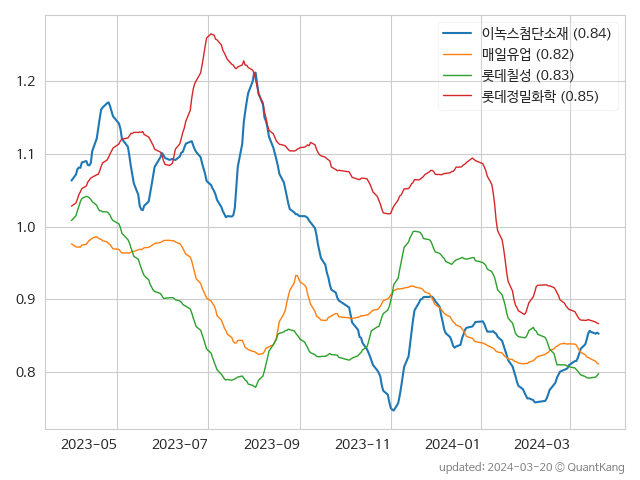 이녹스첨단소재 (0.84)
매일유업 (0.82)
롯데칠성 (0.83)
롯데정밀화학 (0.85)
1.2
1.1
1.0
0.9
0.8
2023-05 2023-07 2023-09 2023-11 2024-01 2024-03
updated: 2024-03-20 © QuantKang